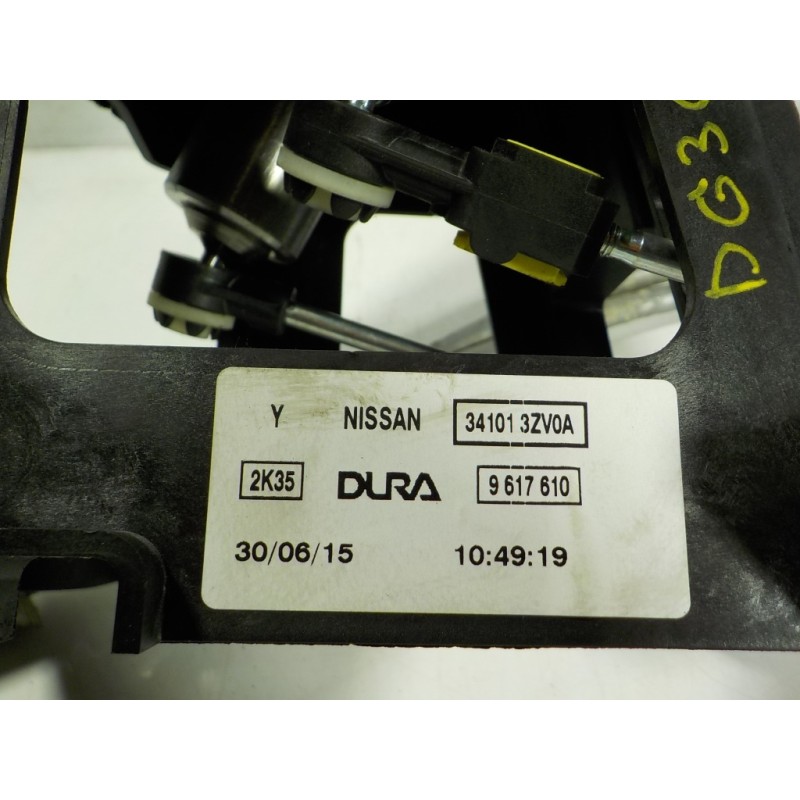 Y NISSAN 34101 3ZV0A
2K35 DURA 9 617 610
30/06/15 10:49:19
DG3